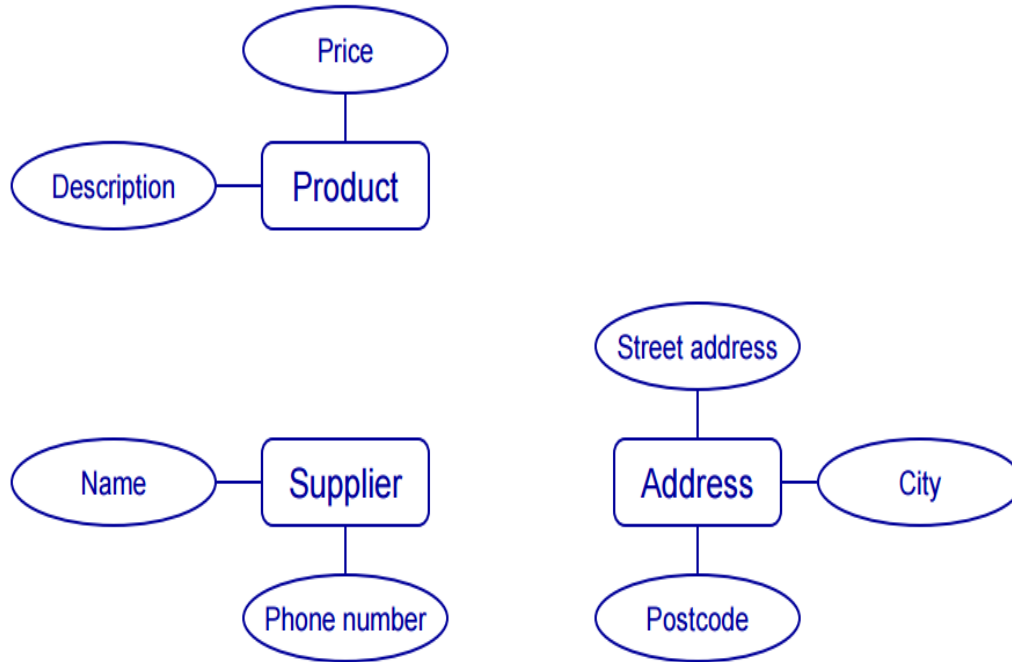 Price
Description
Product
Street address
Name
Supplier
Address
City
Phone number
Postcode